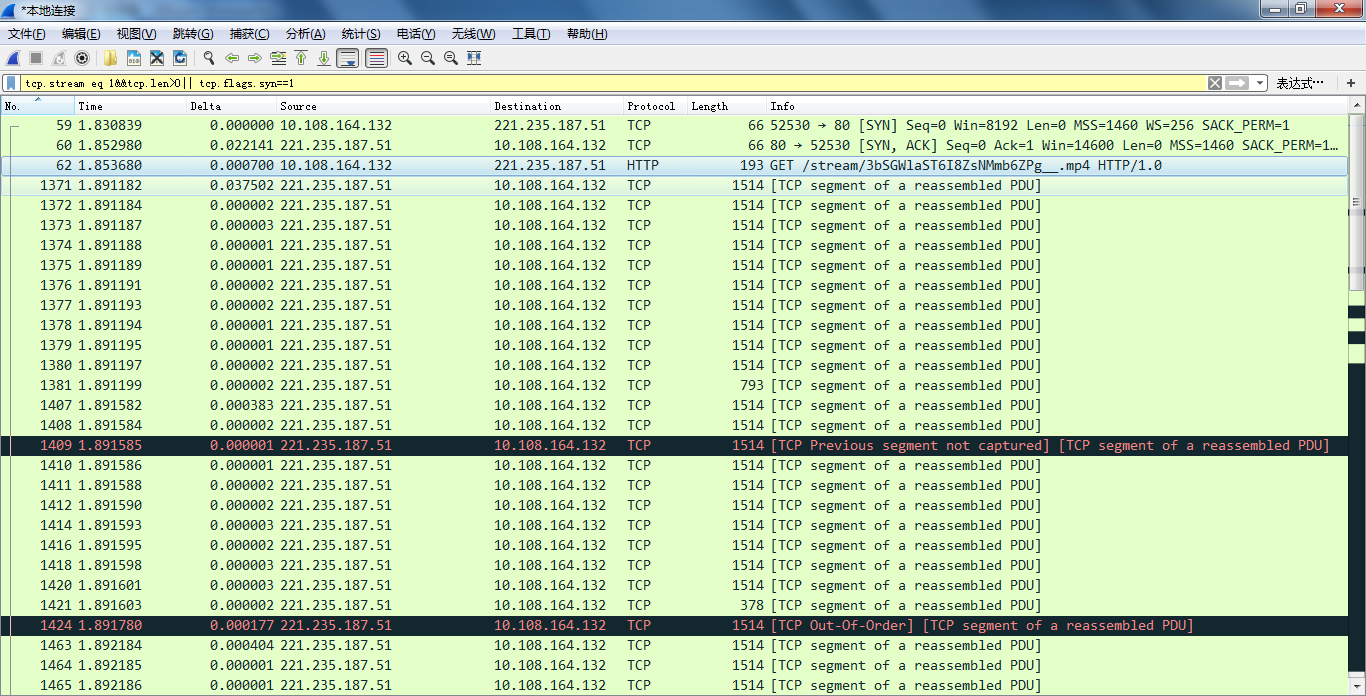 *本地连接
文件(F) 编辑(E) 视图(V) 跳转(G) 捕获(C) 分析(A) 统计(S) 电话(Y) 无线(W) 工具(T) 帮助(H)
tcp.stream eq 1&&tcp.len>0|| tcp.flags.syn==1 表达式… +
No. Time Delta Source Destination Protocol Length Info
59 1.830839 0.000000 10.108.164.132 221.235.187.51 TCP 66 52530 → 80 [SYN] Seq=0 Win=8192 Len=0 MSS=1460 WS=256 SACK_PERM=1
60 1.852980 0.022141 221.235.187.51 10.108.164.132 TCP 66 80 → 52530 [SYN, ACK] Seq=0 Ack=1 Win=14600 Len=0 MSS=1460 SACK_PERM=1…
62 1.853680 0.000700 10.108.164.132 221.235.187.51 HTTP 193 GET /stream/3bSGWlaST6I8ZsNMmb6ZPg__.mp4 HTTP/1.0
1371 1.891182 0.037502 221.235.187.51 10.108.164.132 TCP 1514 [TCP segment of a reassembled PDU]
1372 1.891184 0.000002 221.235.187.51 10.108.164.132 TCP 1514 [TCP segment of a reassembled PDU]
1373 1.891187 0.000003 221.235.187.51 10.108.164.132 TCP 1514 [TCP segment of a reassembled PDU]
1374 1.891188 0.000001 221.235.187.51 10.108.164.132 TCP 1514 [TCP segment of a reassembled PDU]
1375 1.891189 0.000001 221.235.187.51 10.108.164.132 TCP 1514 [TCP segment of a reassembled PDU]
1376 1.891191 0.000002 221.235.187.51 10.108.164.132 TCP 1514 [TCP segment of a reassembled PDU]
1377 1.891193 0.000002 221.235.187.51 10.108.164.132 TCP 1514 [TCP segment of a reassembled PDU]
1378 1.891194 0.000001 221.235.187.51 10.108.164.132 TCP 1514 [TCP segment of a reassembled PDU]
1379 1.891195 0.000001 221.235.187.51 10.108.164.132 TCP 1514 [TCP segment of a reassembled PDU]
1380 1.891197 0.000002 221.235.187.51 10.108.164.132 TCP 1514 [TCP segment of a reassembled PDU]
1381 1.891199 0.000002 221.235.187.51 10.108.164.132 TCP 793 [TCP segment of a reassembled PDU]
1407 1.891582 0.000383 221.235.187.51 10.108.164.132 TCP 1514 [TCP segment of a reassembled PDU]
1408 1.891584 0.000002 221.235.187.51 10.108.164.132 TCP 1514 [TCP segment of a reassembled PDU]
1409 1.891585 0.000001 221.235.187.51 10.108.164.132 TCP 1514 [TCP Previous segment not captured] [TCP segment of a reassembled PDU]
1410 1.891586 0.000001 221.235.187.51 10.108.164.132 TCP 1514 [TCP segment of a reassembled PDU]
1411 1.891588 0.000002 221.235.187.51 10.108.164.132 TCP 1514 [TCP segment of a reassembled PDU]
1412 1.891590 0.000002 221.235.187.51 10.108.164.132 TCP 1514 [TCP segment of a reassembled PDU]
1414 1.891593 0.000003 221.235.187.51 10.108.164.132 TCP 1514 [TCP segment of a reassembled PDU]
1416 1.891595 0.000002 221.235.187.51 10.108.164.132 TCP 1514 [TCP segment of a reassembled PDU]
1418 1.891598 0.000003 221.235.187.51 10.108.164.132 TCP 1514 [TCP segment of a reassembled PDU]
1420 1.891601 0.000003 221.235.187.51 10.108.164.132 TCP 1514 [TCP segment of a reassembled PDU]
1421 1.891603 0.000002 221.235.187.51 10.108.164.132 TCP 378 [TCP segment of a reassembled PDU]
1424 1.891780 0.000177 221.235.187.51 10.108.164.132 TCP 1514 [TCP Out-Of-Order] [TCP segment of a reassembled PDU]
1463 1.892184 0.000404 221.235.187.51 10.108.164.132 TCP 1514 [TCP segment of a reassembled PDU]
1464 1.892185 0.000001 221.235.187.51 10.108.164.132 TCP 1514 [TCP segment of a reassembled PDU]
1465 1.892186 0.000001 221.235.187.51 10.108.164.132 TCP 1514 [TCP segment of a reassembled PDU]